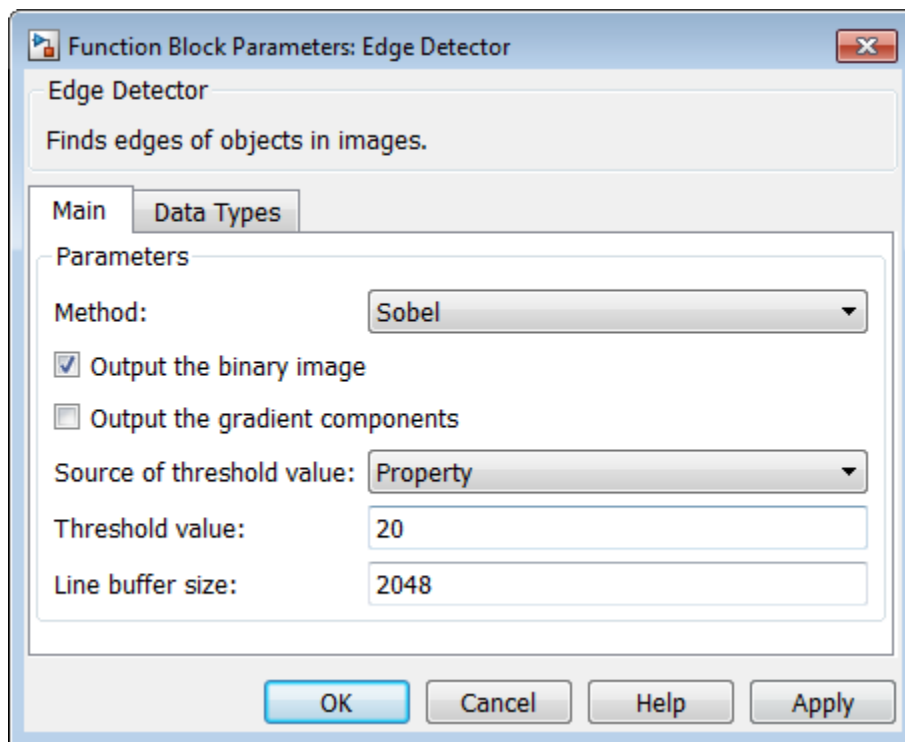 Function Block Parameters: Edge Detector
Edge Detector
Finds edges of objects in images.
Main Data Types
Parameters
Method: Sobel
Output the binary image
Output the gradient components
Source of threshold value: Property
Threshold value: 20
Line buffer size: 2048
OK Cancel Help Apply